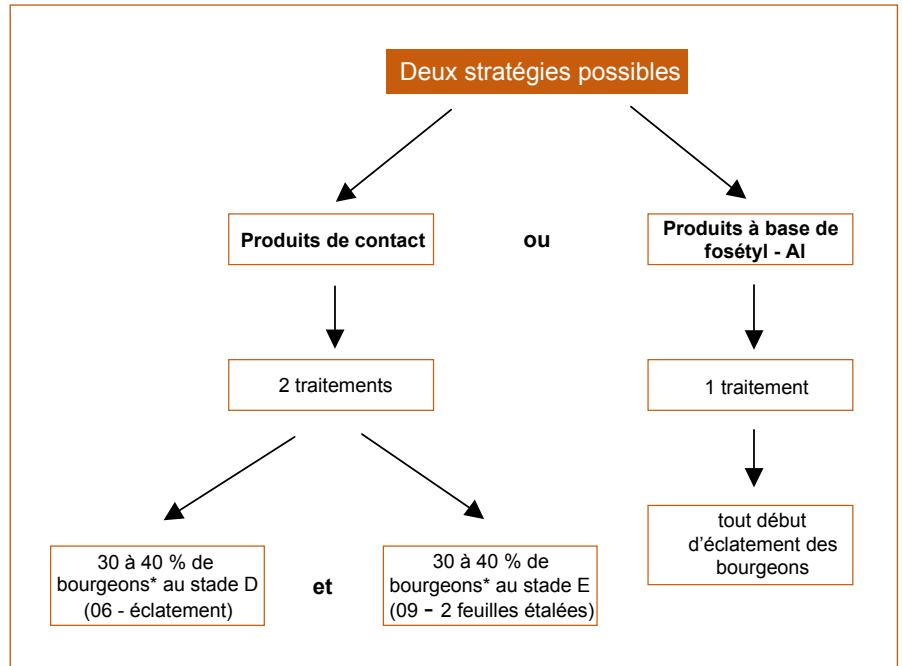 Deux stratégies possibles
Produits de contact
ou
Produits à base de
fosétyl - Al
2 traitements
1 traitement
30 à 40 % de
bourgeons* au stade D
(06 - éclatement)
et
30 à 40 % de
bourgeons* au stade E
(09 - 2 feuilles étalées)
tout début
d'éclatement des
bourgeons